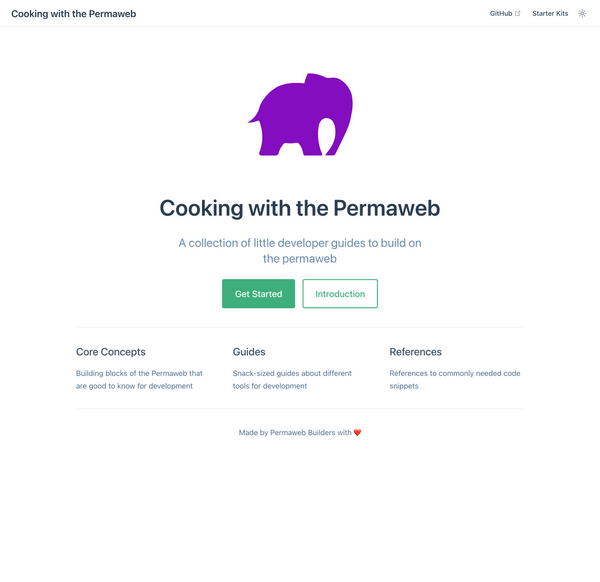 Cooking with the Permaweb
GitHub
Starter Kits
Cooking with the Permaweb
A collection of little developer guides to build on
the permaweb
Get Started
Introduction
Core Concepts
Building blocks of the Permaweb that
are good to know for development
Guides
Snack-sized guides about different
tools for development
References
References to commonly needed code
snippets
Made by Permaweb Builders with ❤️